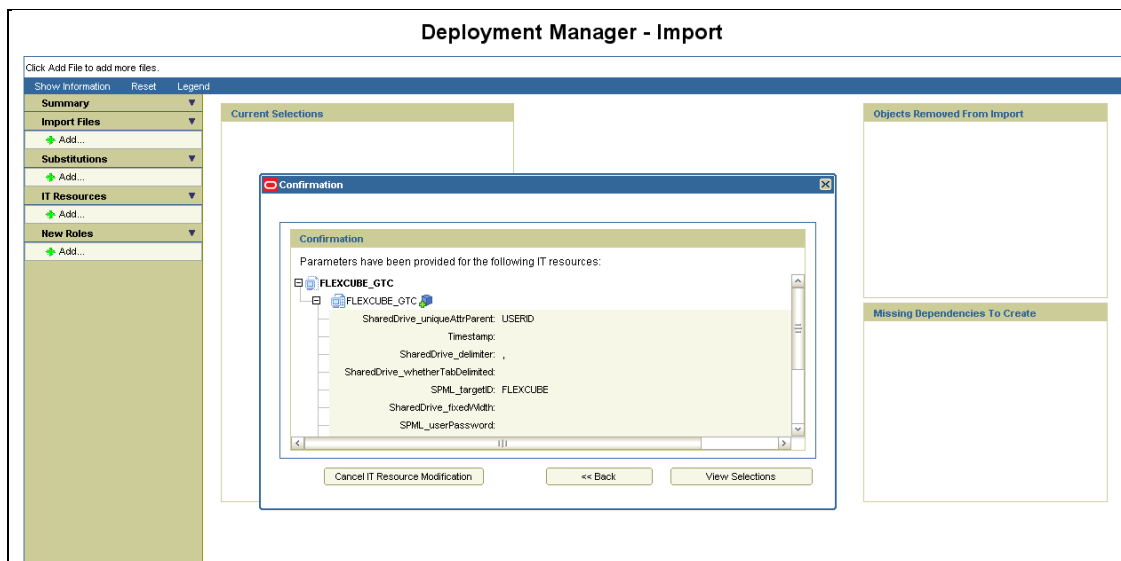 Deployment Manager - Import
Click Add File to add more files.
Show Information Reset Legend
Summary
Import Files
Add...
Substitutions
Add...
IT Resources
Add...
New Roles
Add...
Current Selections
Objects Removed From Import
Missing Dependencies To Create
Confirmation
Confirmation
Parameters have been provided for the following IT resources:
FLEXCUBE_GTC
FLEXCUBE_GTC
SharedDrive_uniqueAttrParent: USERID
Timestamp:
SharedDrive_delimiter: ,
SharedDrive_whetherTabDelimited:
SPML_targetID: FLEXCUBE
SharedDrive_fixedWidth:
SPML_userPassword:
Cancel IT Resource Modification << Back View Selections